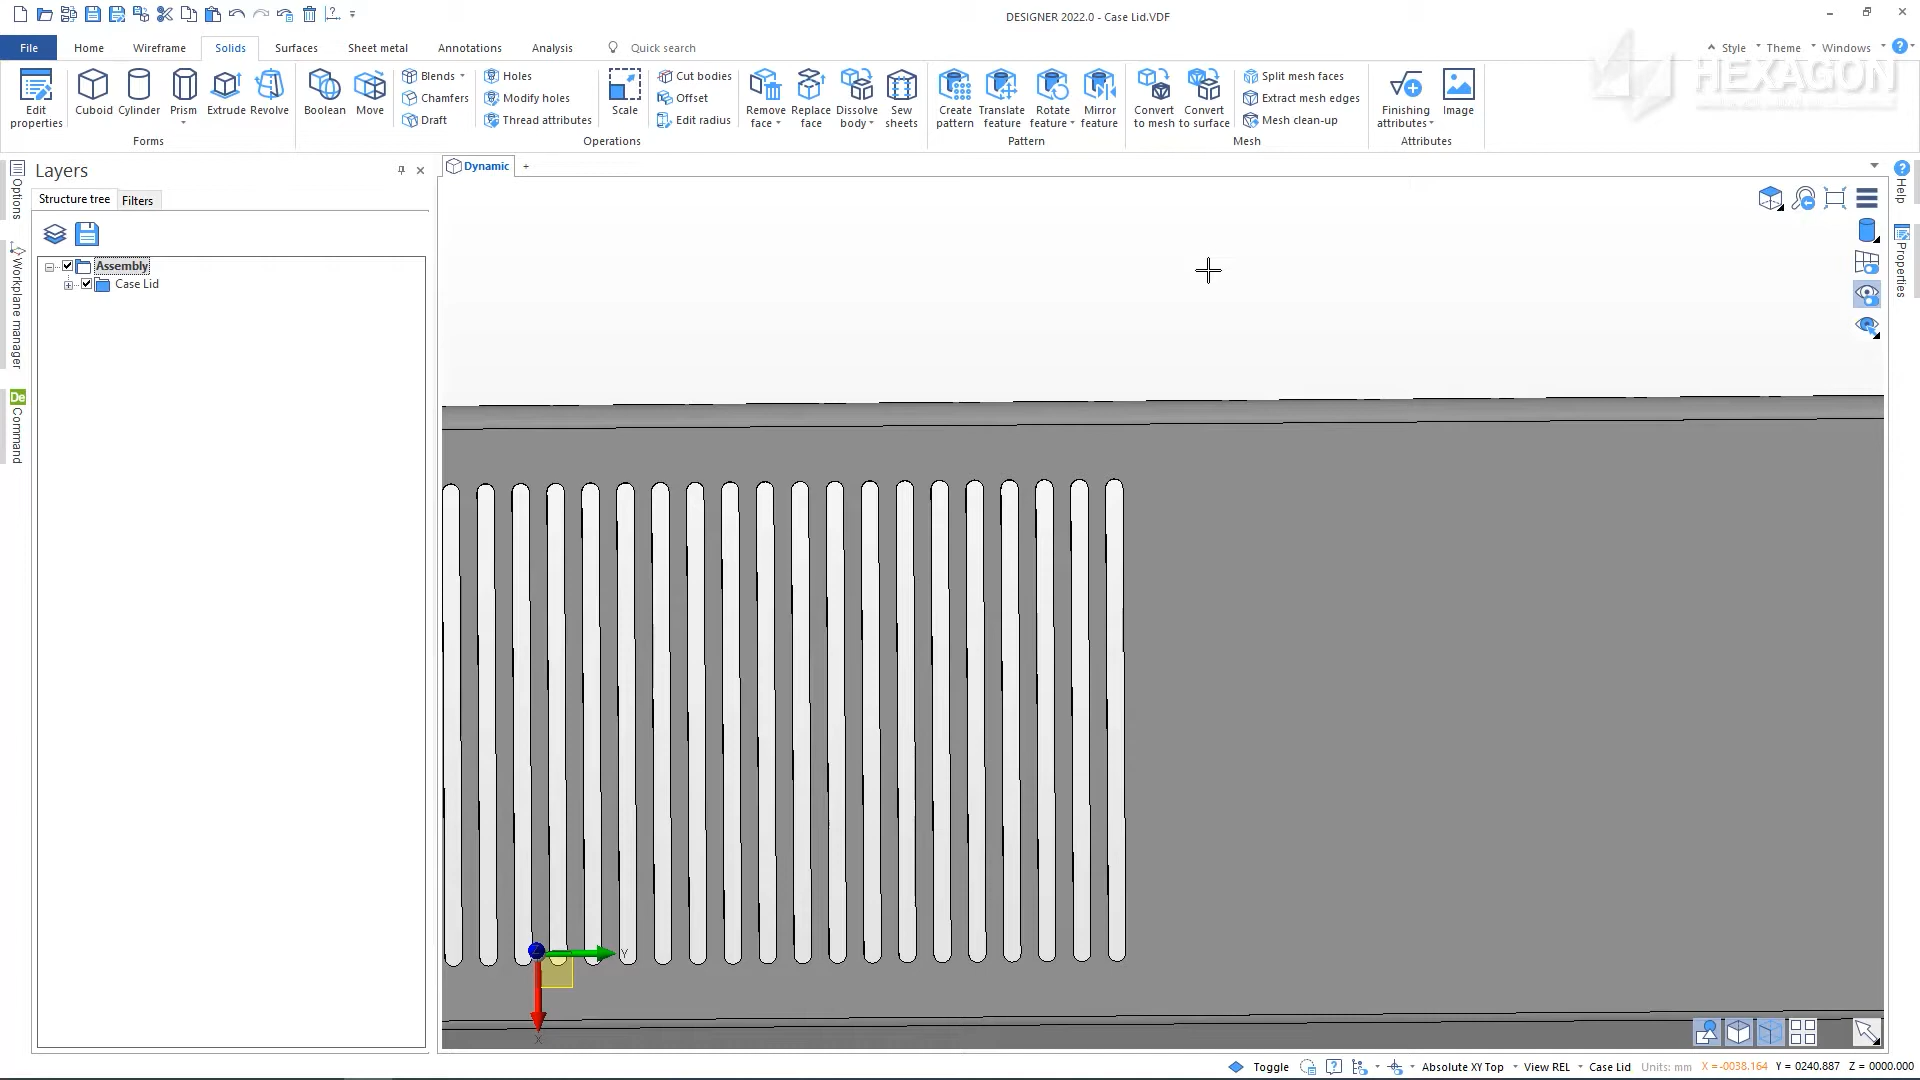 DESIGNER 2022.0 - Case Lid.VDF
File Home Wireframe Solids Surfaces Sheet metal Annotations Analysis Quick search Style Theme Windows
HEXAGON
Edit properties Cuboid Cylinder Prism Extrude Revolve
Forms
Boolean Move Blends Chamfers Draft Holes Modify holes Thread attributes Scale Cut bodies Offset Edit radius Remove face Replace face Dissolve body Sew sheets
Operations
Create pattern Translate feature Rotate feature Mirror feature
Pattern
Convert to mesh Convert to surface Split mesh faces Extract mesh edges Mesh clean-up
Mesh
Finishing attributes Image
Attributes
Options
Workplane manager
De Command
Layers
Structure tree Filters
Assembly
Case Lid
Dynamic +
Help
Properties
Z
Y
X
Toggle Absolute XY Top View REL Case Lid Units: mm X =-0038.164 Y = 0240.887 Z = 0000.000